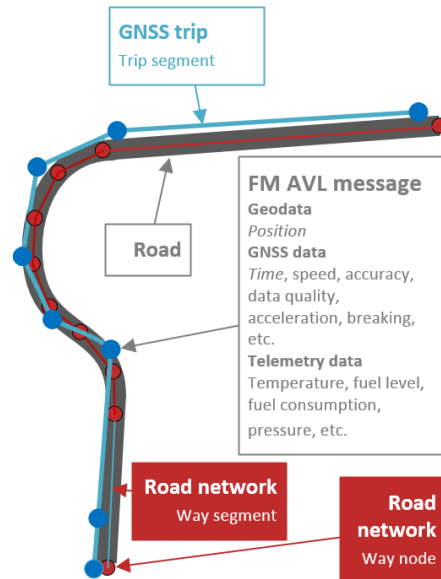 GNSS trip
Trip segment
Road
FM AVL message
Geodata
Position
GNSS data
Time, speed, accuracy,
data quality,
acceleration, breaking,
etc.
Telemetry data
Temperature, fuel level,
fuel consumption,
pressure, etc.
Road network
Way segment
Road
network
Way node